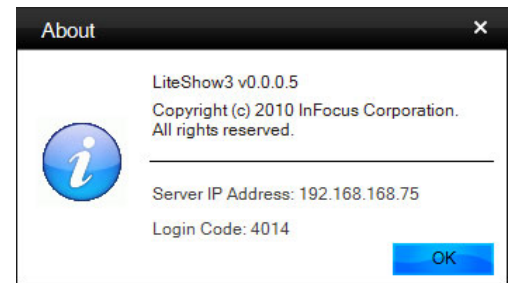 About
LiteShow3 v0.0.0.5
Copyright (c) 2010 InFocus Corporation.
All rights reserved.
Server IP Address: 192.168.168.75
Login Code: 4014
OK